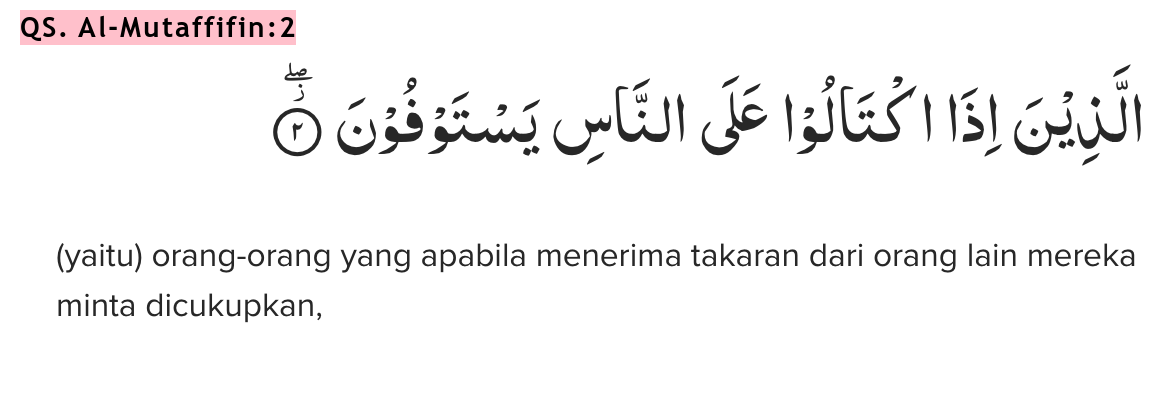 QS. Al-Mutaffifin:2
الَّذِيْنَ اِذَا اكْتَالُوْا عَلَى النَّاسِ يَسْتَوْفُوْنَۖ ۝٢
(yaitu) orang-orang yang apabila menerima takaran dari orang lain mereka
minta dicukupkan,